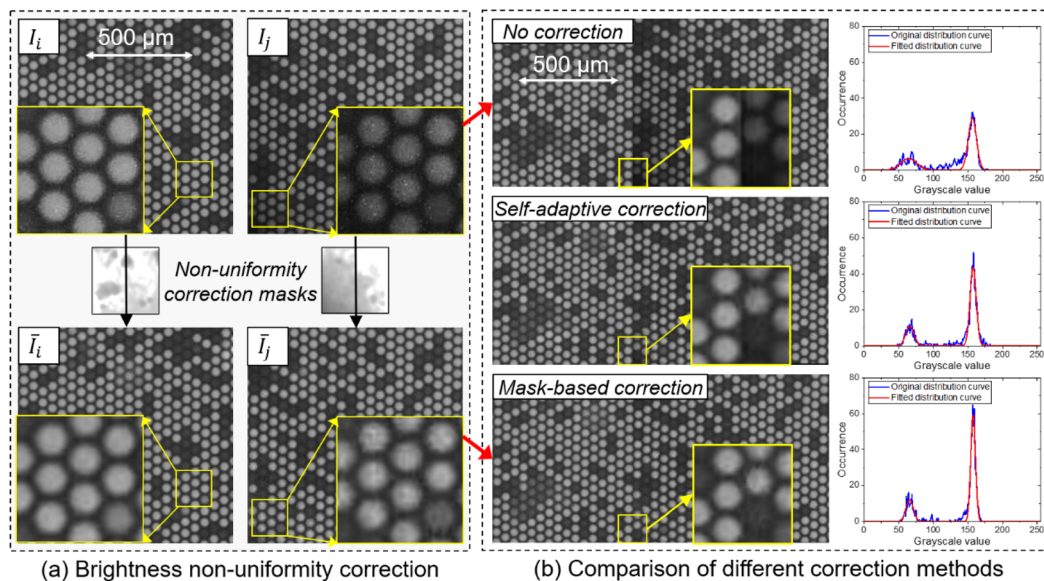 I_i
500 μm
I_j
Non-uniformity
correction masks
Ī_i
Ī_j
(a) Brightness non-uniformity correction
No correction
500 μm
Self-adaptive correction
Mask-based correction
80
60
40
20
0
Occurrence
Original distribution curve
Fitted distribution curve
0 50 100 150 200 250
Grayscale value
80
60
40
20
0
Occurrence
Original distribution curve
Fitted distribution curve
0 50 100 150 200 250
Grayscale value
80
60
40
20
0
Occurrence
Original distribution curve
Fitted distribution curve
0 50 100 150 200 250
Grayscale value
(b) Comparison of different correction methods